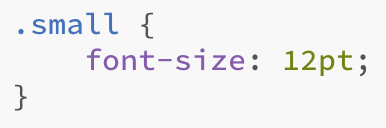 .small {
    font-size: 12pt;
}